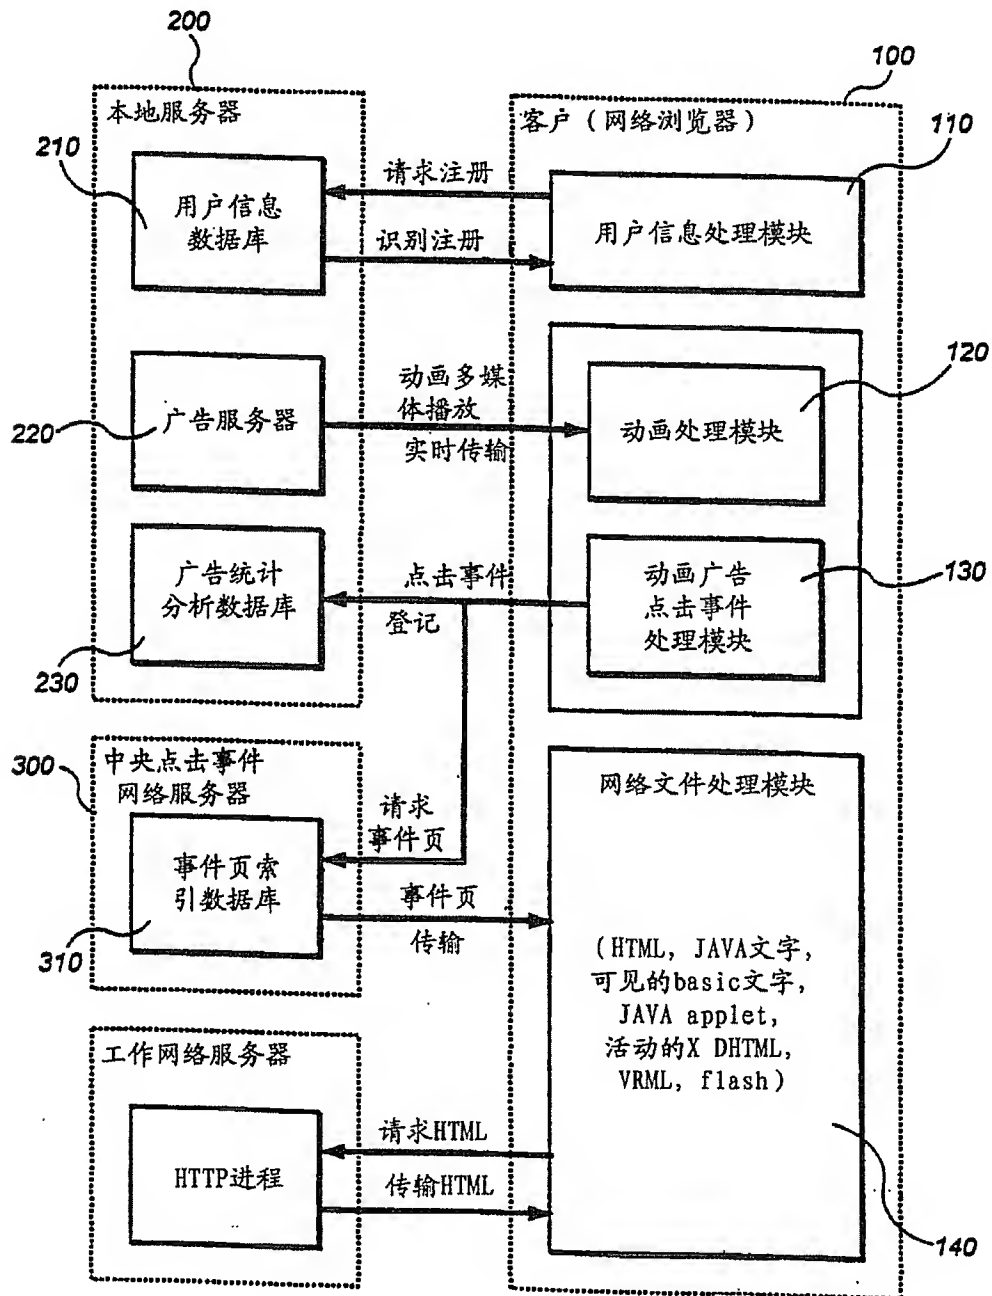 200
100
本地服务器
客户（网络浏览器）
110
210
请求注册
用户信息
数据库
用户信息处理模块
识别注册
120
动画多媒
体播放
220
广告服务器
实时传输
动画处理模块
130
广告统计
分析数据库
点击事件
登记
动画广告
点击事件
处理模块
230
300
中央点击事件
网络服务器
网络文件处理模块
请求
事件页
事件页索
引数据库
事件页
传输
310
(HTML, JAVA文字,
可见的basic文字,
JAVA applet,
活动的X DHTML,
VRML, flash)
工作网络服务器
请求HTML
HTTP进程
传输HTML
140